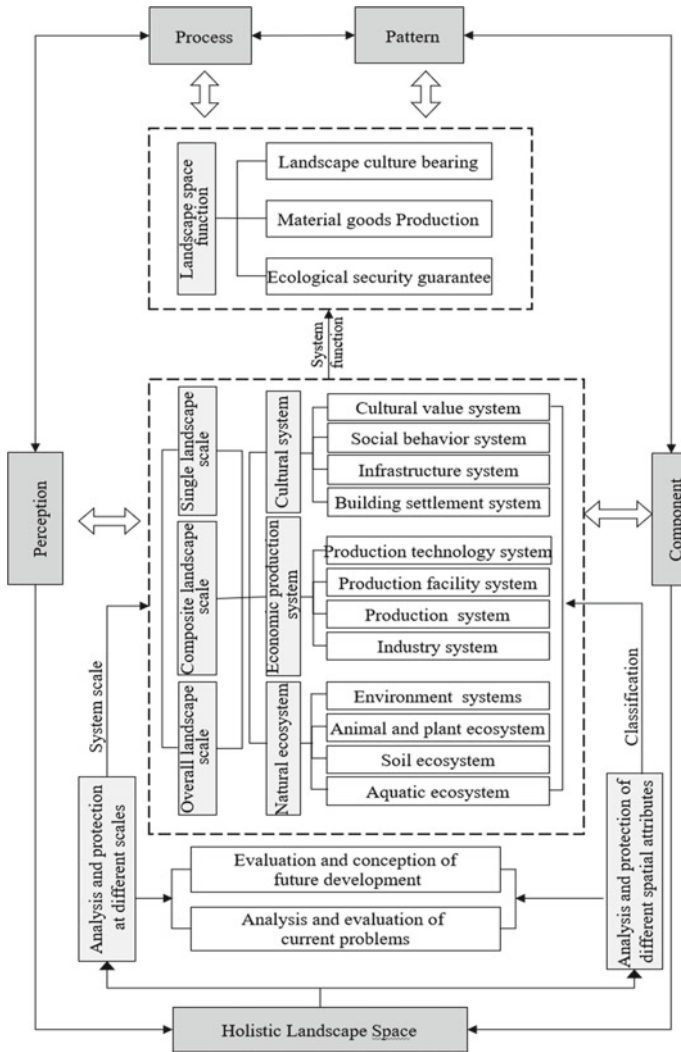 Process
Pattern
Landscape space
function
Landscape culture bearing
Material goods Production
Ecological security guarantee
System
function
Perception
Component
Single landscape
scale
Composite landscape
scale
Overall landscape
scale
Cultural system
Cultural value system
Social behavior system
Infrastructure system
Building settlement system
Economic production
system
Production technology system
Production facility system
Production system
Industry system
Natural ecosystem
Environment systems
Animal and plant ecosystem
Soil ecosystem
Aquatic ecosystem
System scale
Classification
Analysis and protection
at different scales
Evaluation and conception of
future development
Analysis and evaluation of
current problems
Analysis and protection of
different spatial attributes
Holistic Landscape Space